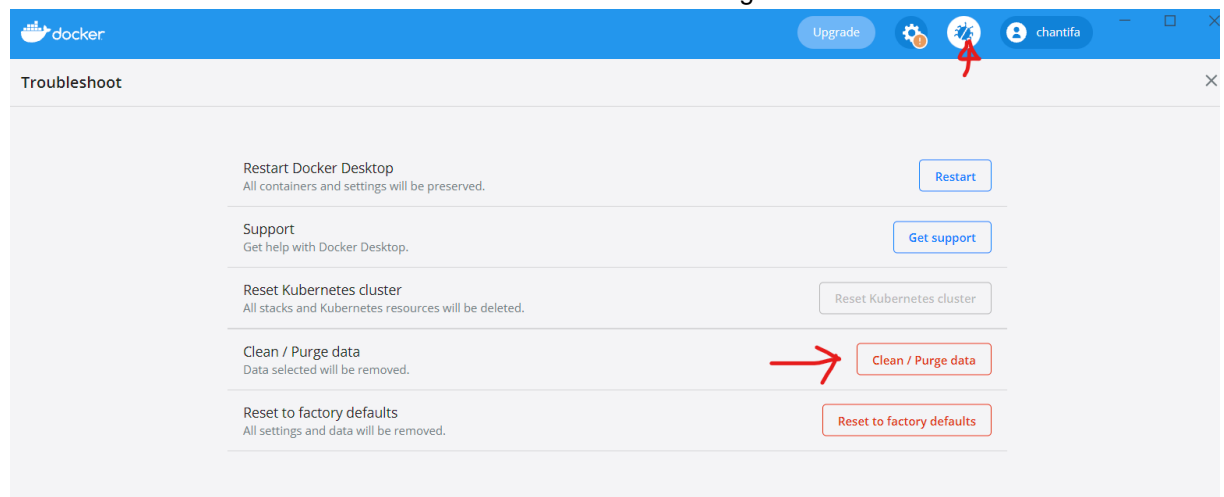 docker
Upgrade
chantifa
Troubleshoot
Restart Docker Desktop
All containers and settings will be preserved.
Restart
Support
Get help with Docker Desktop.
Get support
Reset Kubernetes cluster
All stacks and Kubernetes resources will be deleted.
Reset Kubernetes cluster
Clean / Purge data
Data selected will be removed.
Clean / Purge data
Reset to factory defaults
All settings and data will be removed.
Reset to factory defaults